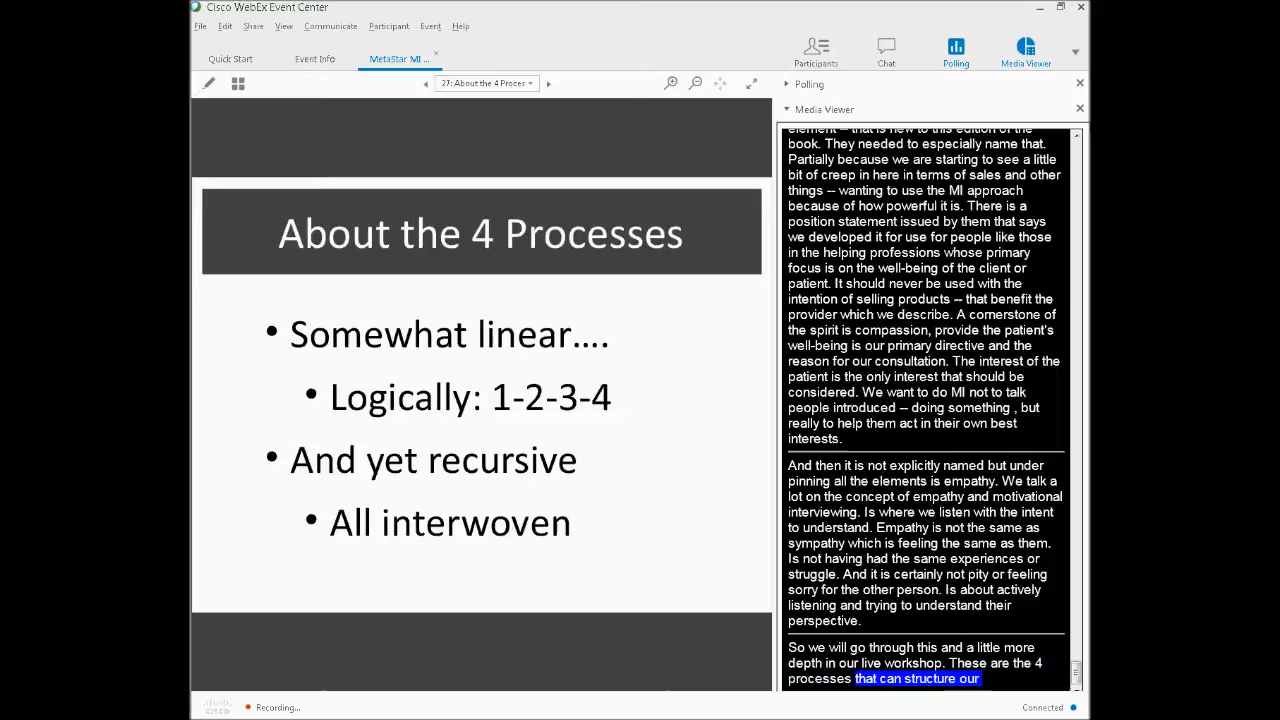 Cisco WebEx Event Center
File Edit Share View Communicate Participant Event Help
Quick Start Event Info MetaStar MI ...
Participants Chat Polling Media Viewer
27: About the 4 Proces
Polling
Media Viewer
About the 4 Processes
• Somewhat linear....
• Logically: 1-2-3-4
• And yet recursive
• All interwoven
element -- that is new to this edition of the
book. They needed to especially name that.
Partially because we are starting to see a little
bit of creep in here in terms of sales and other
things -- wanting to use the MI approach
because of how powerful it is. There is a
position statement issued by them that says
we developed it for use for people like those
in the helping professions whose primary
focus is on the well-being of the client or
patient. It should never be used with the
intention of selling products -- that benefit the
provider which we describe. A cornerstone of
the spirit is compassion, provide the patient's
well-being is our primary directive and the
reason for our consultation. The interest of the
patient is the only interest that should be
considered. We want to do MI not to talk
people introduced -- doing something , but
really to help them act in their own best
interests.
And then it is not explicitly named but under
pinning all the elements is empathy. We talk a
lot on the concept of empathy and motivational
interviewing. Is where we listen with the intent
to understand. Empathy is not the same as
sympathy which is feeling the same as them.
Is not having had the same experiences or
struggle. And it is certainly not pity or feeling
sorry for the other person. Is about actively
listening and trying to understand their
perspective.
So we will go through this and a little more
depth in our live workshop. These are the 4
processes that can structure our
CISCO
Recording...
Connected